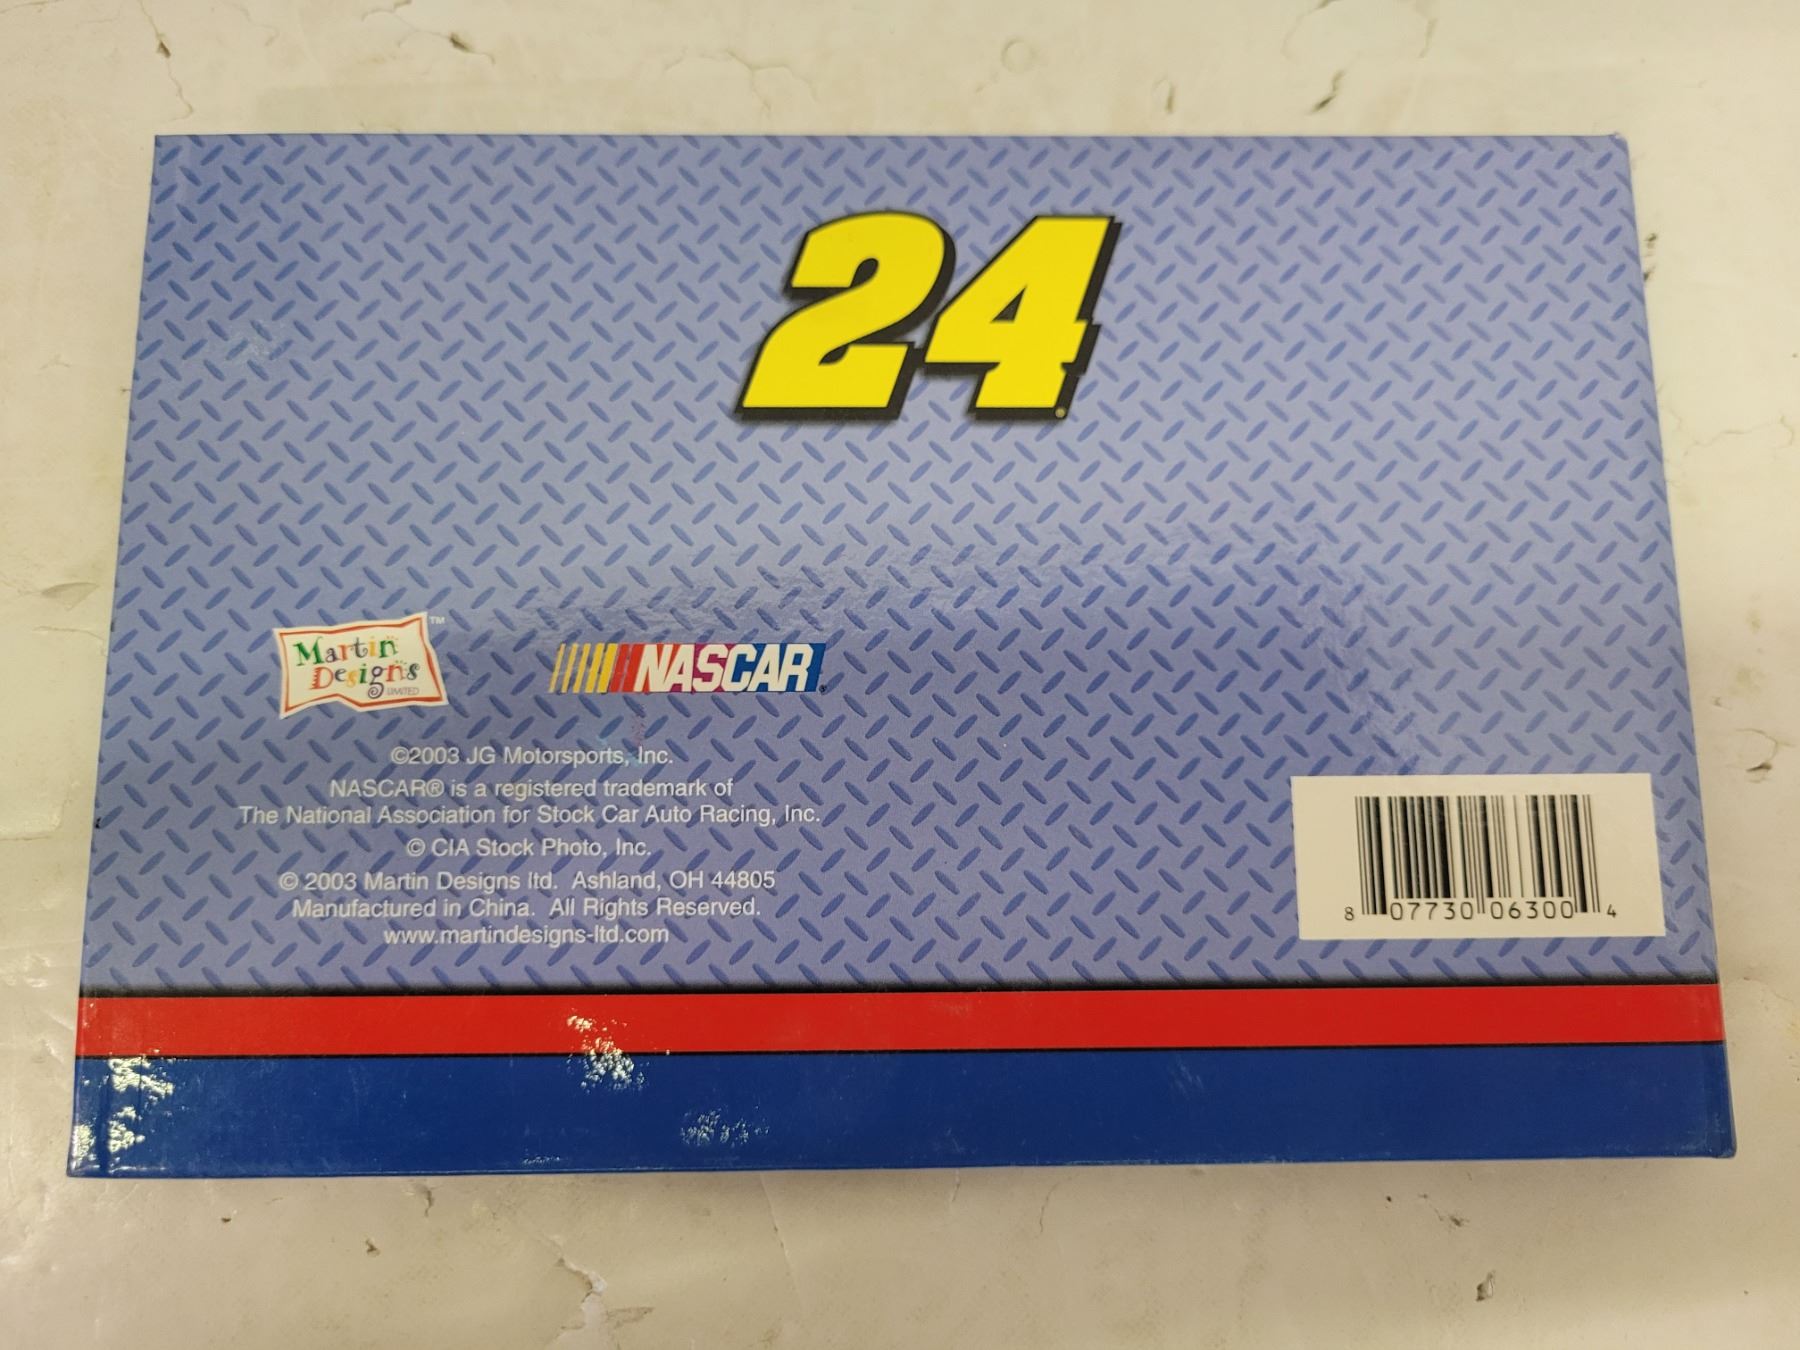 24
Martin
Designs
LIMITED
™
NASCAR®
©2003 JG Motorsports, Inc.
NASCAR® is a registered trademark of
The National Association for Stock Car Auto Racing, Inc.
© CIA Stock Photo, Inc.
© 2003 Martin Designs ltd. Ashland, OH 44805
Manufactured in China. All Rights Reserved.
www.martindesigns-ltd.com
8 07730 06300 4